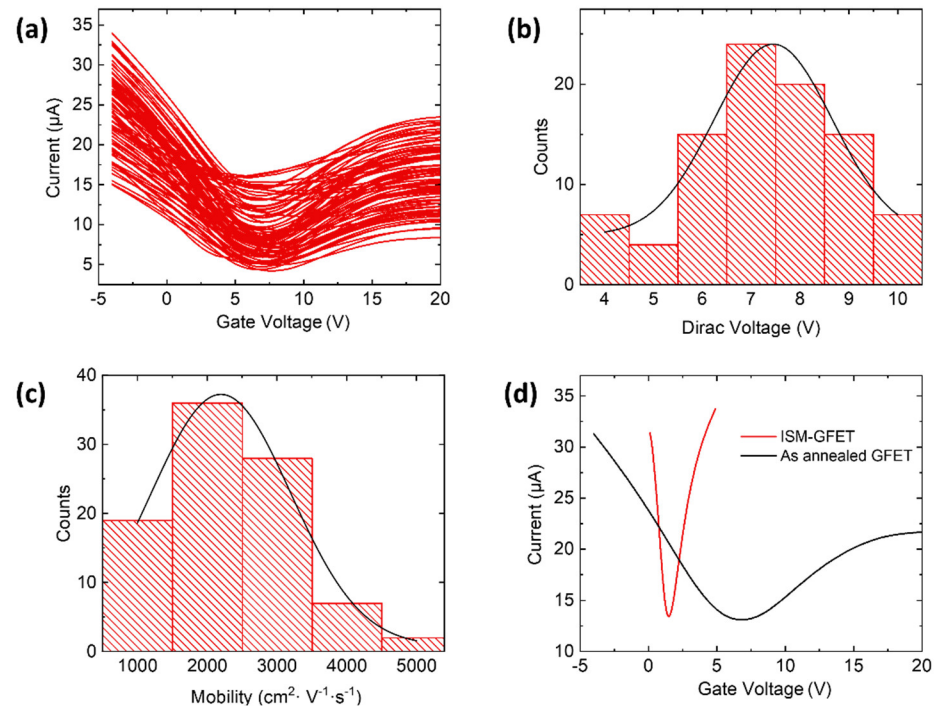 (a)
35
30
25
20
15
10
5
Current (µA)
-5 0 5 10 15 20
Gate Voltage (V)
(b)
20
10
0
Counts
4 5 6 7 8 9 10
Dirac Voltage (V)
(c)
40
30
20
10
0
Counts
1000 2000 3000 4000 5000
Mobility (cm²· V⁻¹·s⁻¹)
(d)
35
30
25
20
15
10
Current (µA)
ISM-GFET
As annealed GFET
-5 0 5 10 15 20
Gate Voltage (V)